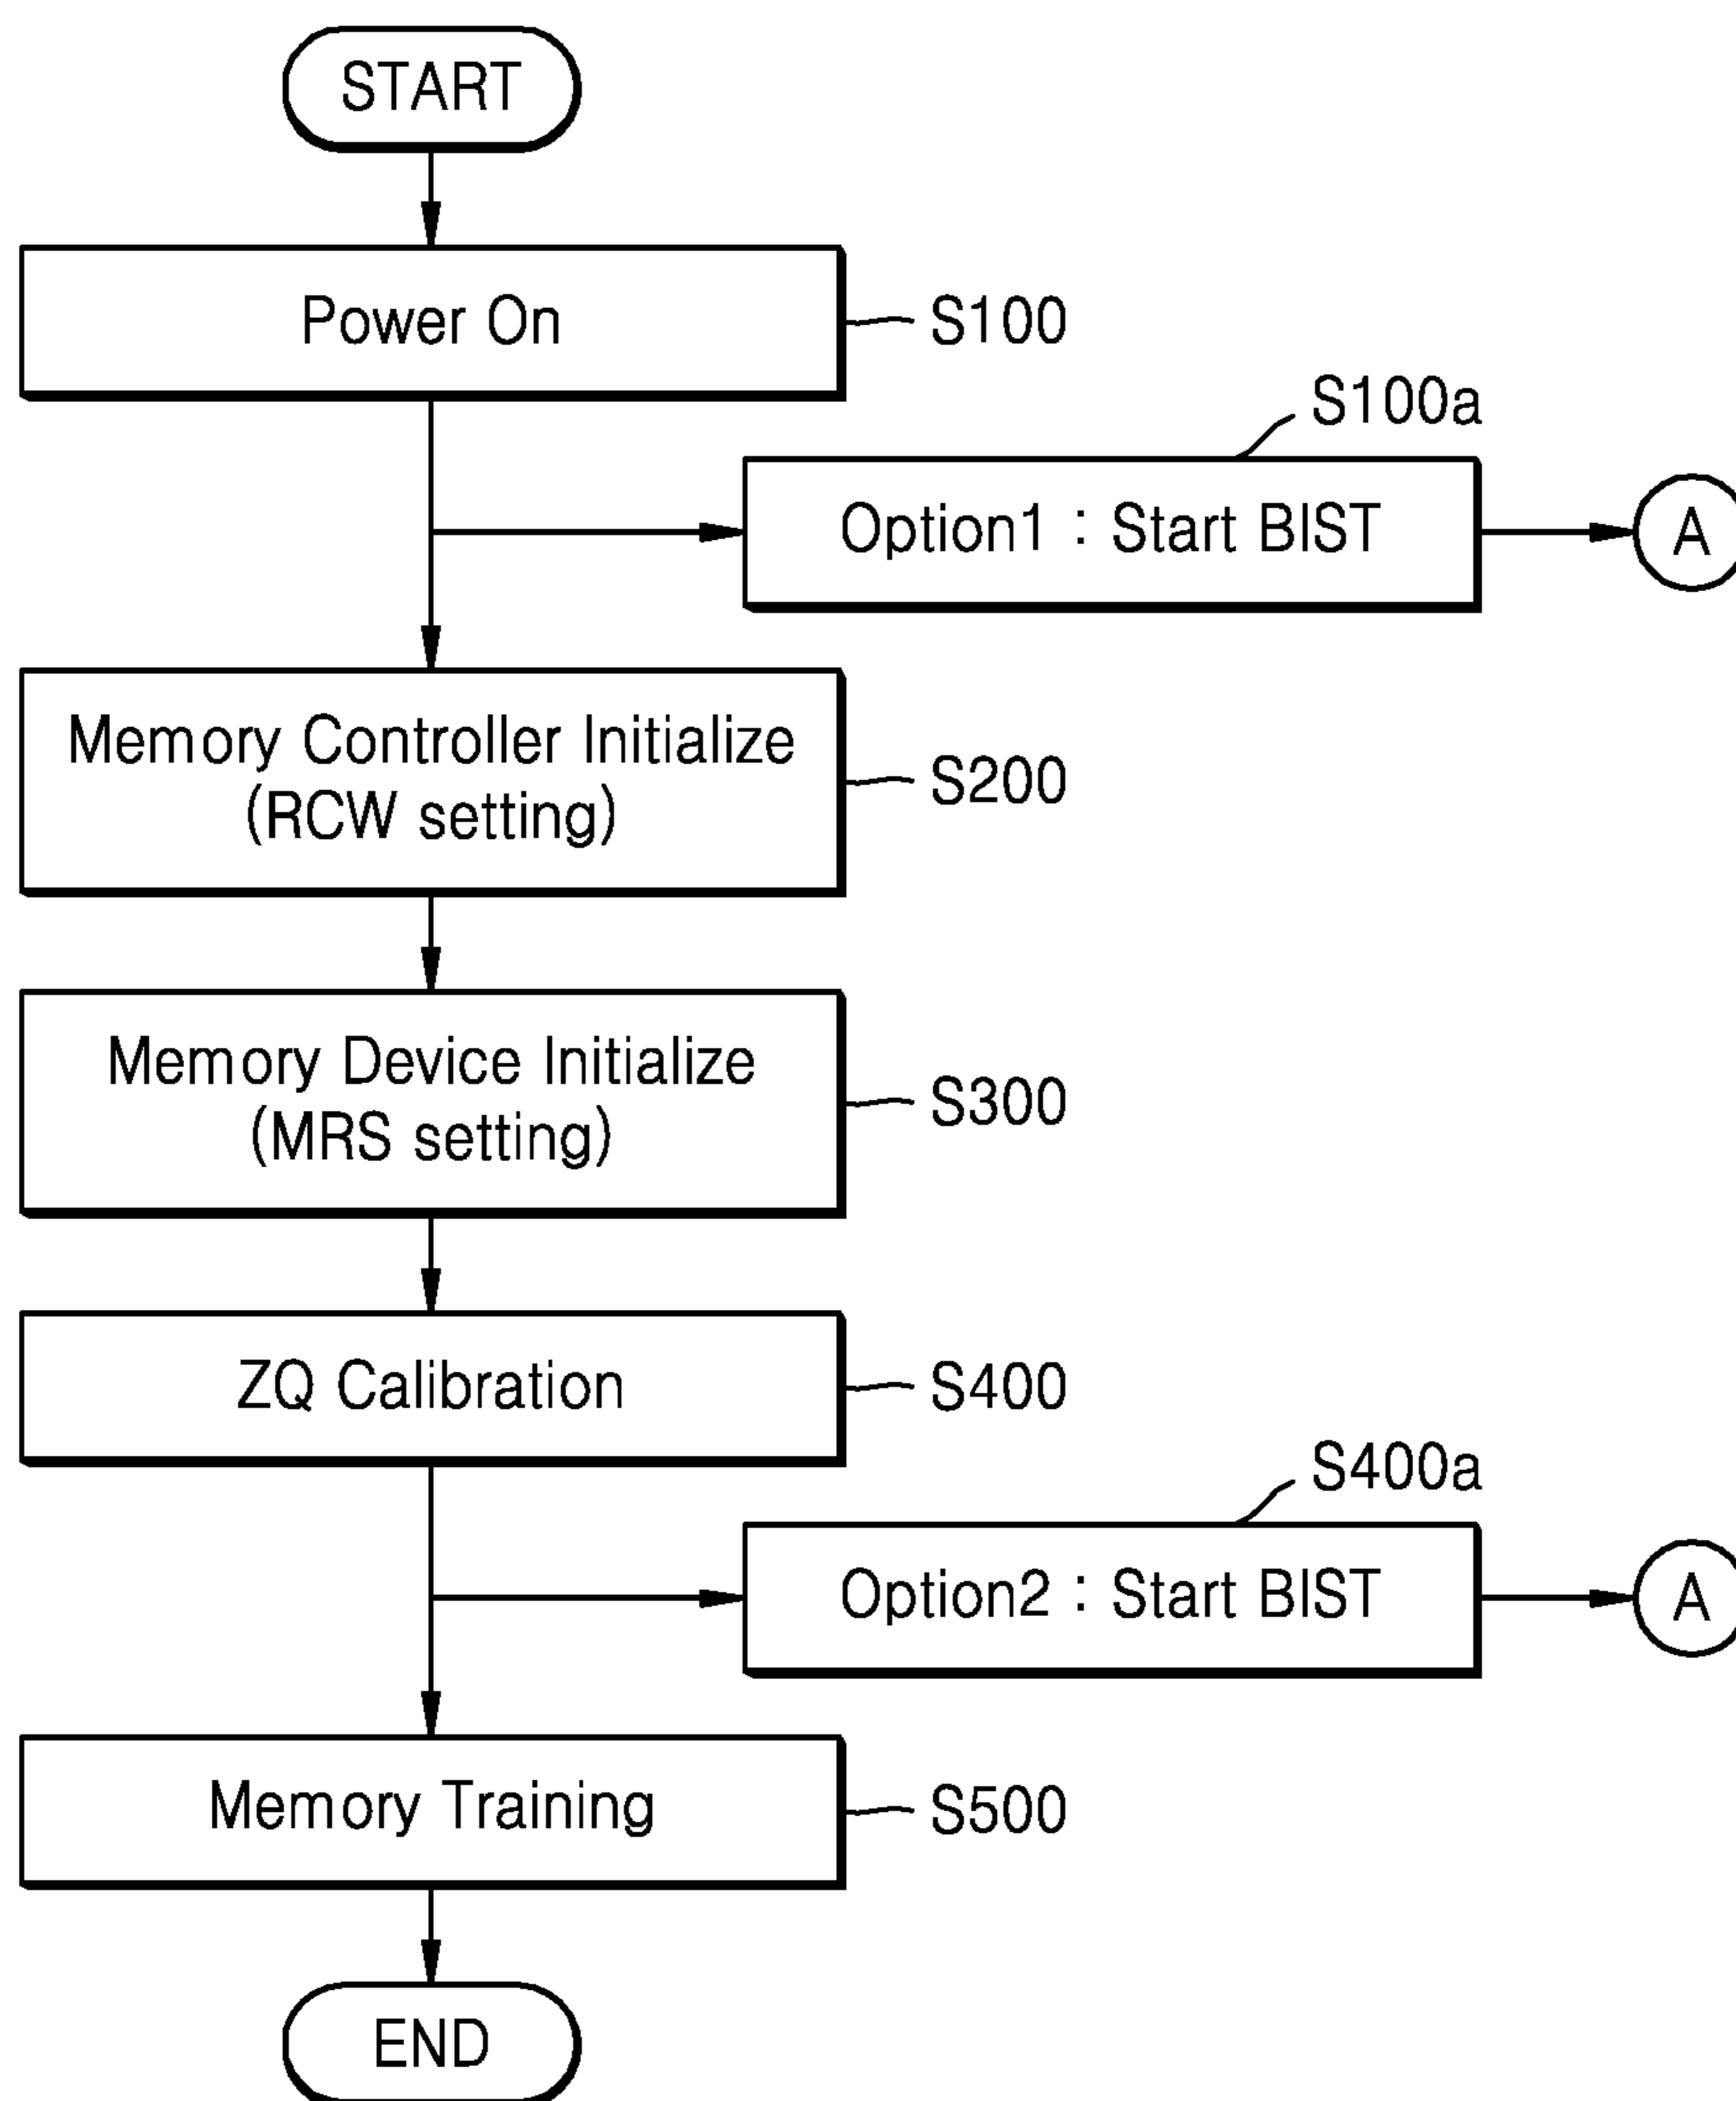 START
Power On
S100
S100a
Option1 : Start BIST
A
Memory Controller Initialize
(RCW setting)
S200
Memory Device Initialize
(MRS setting)
S300
ZQ Calibration
S400
S400a
Option2 : Start BIST
A
Memory Training
S500
END